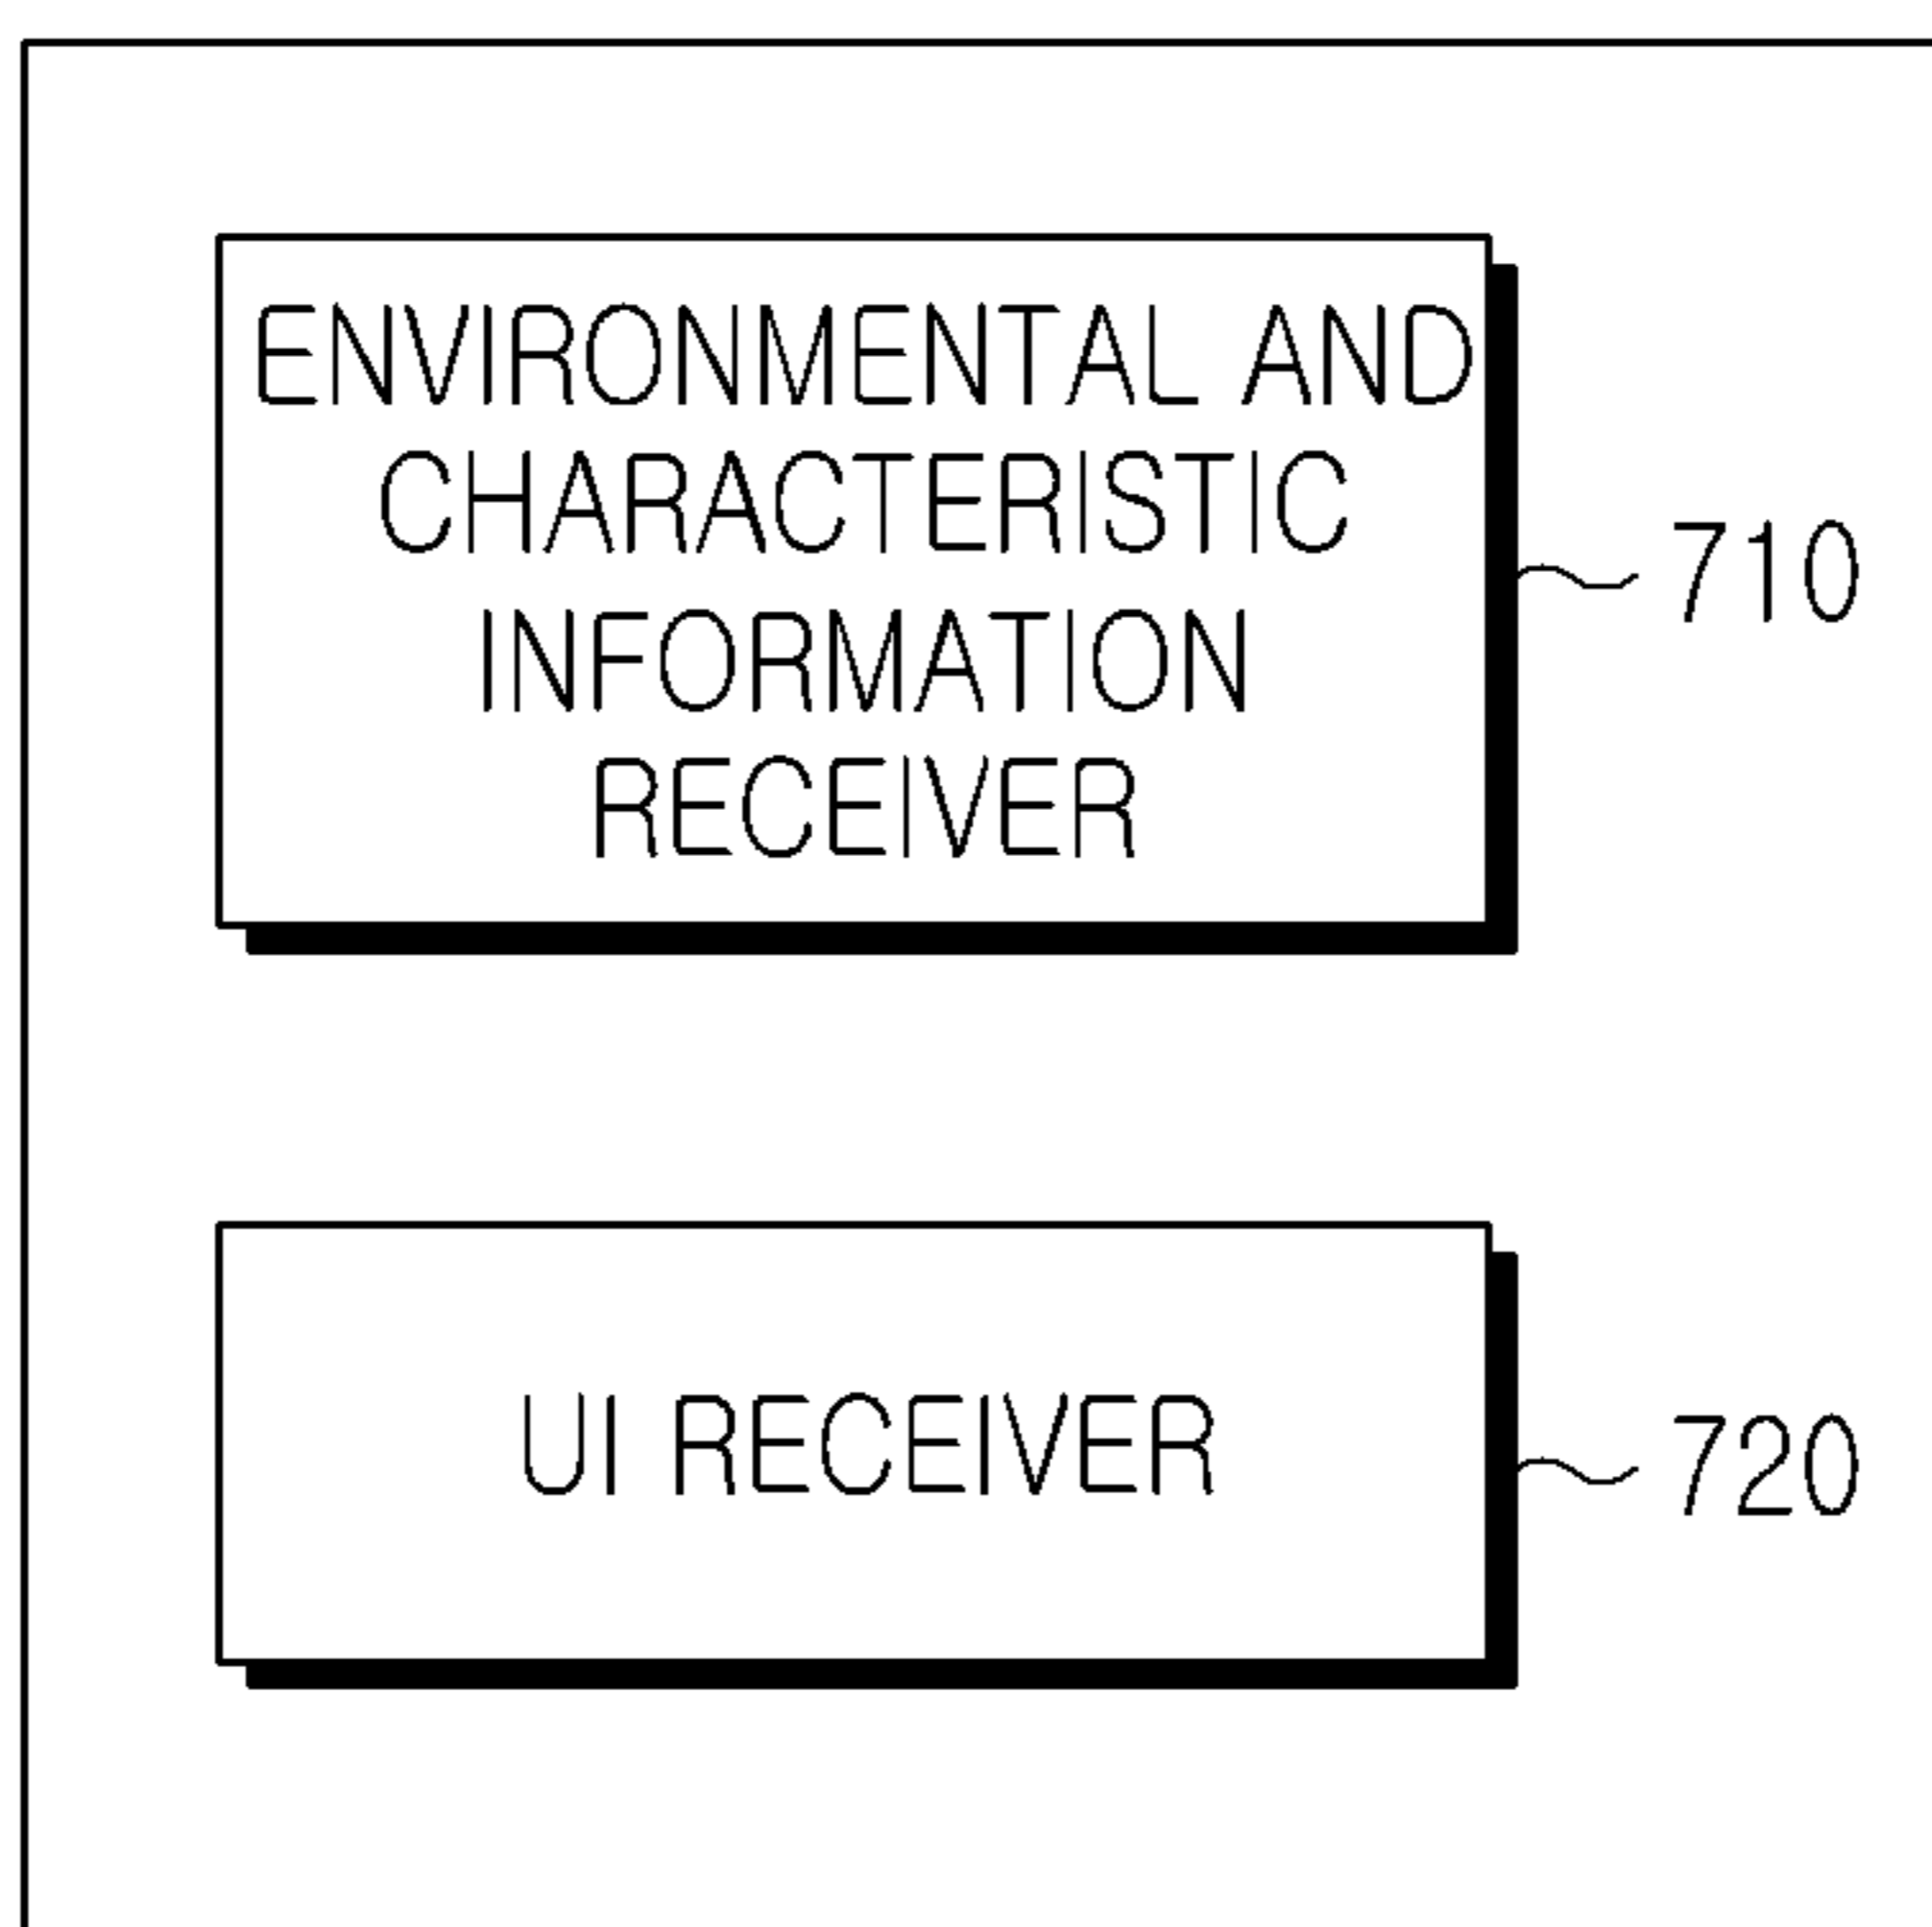 ENVIRONMENTAL AND
CHARACTERISTIC
INFORMATION
RECEIVER
710
UI RECEIVER
720